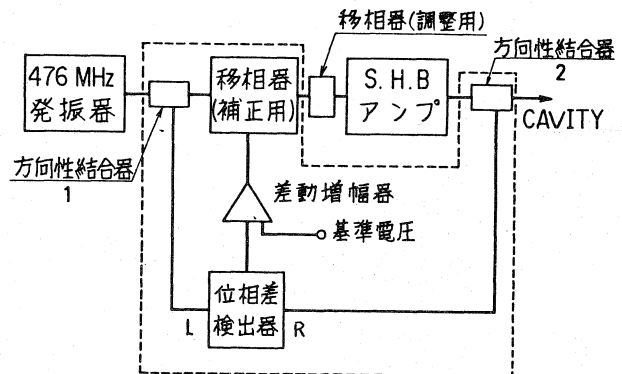 移相器(調整用)
方向性結合器
2
476 MHz
発振器
移相器
(補正用)
S.H.B
アンプ
CAVITY
方向性結合器
1
差動増幅器
基準電圧
位相差
検出器
L
R